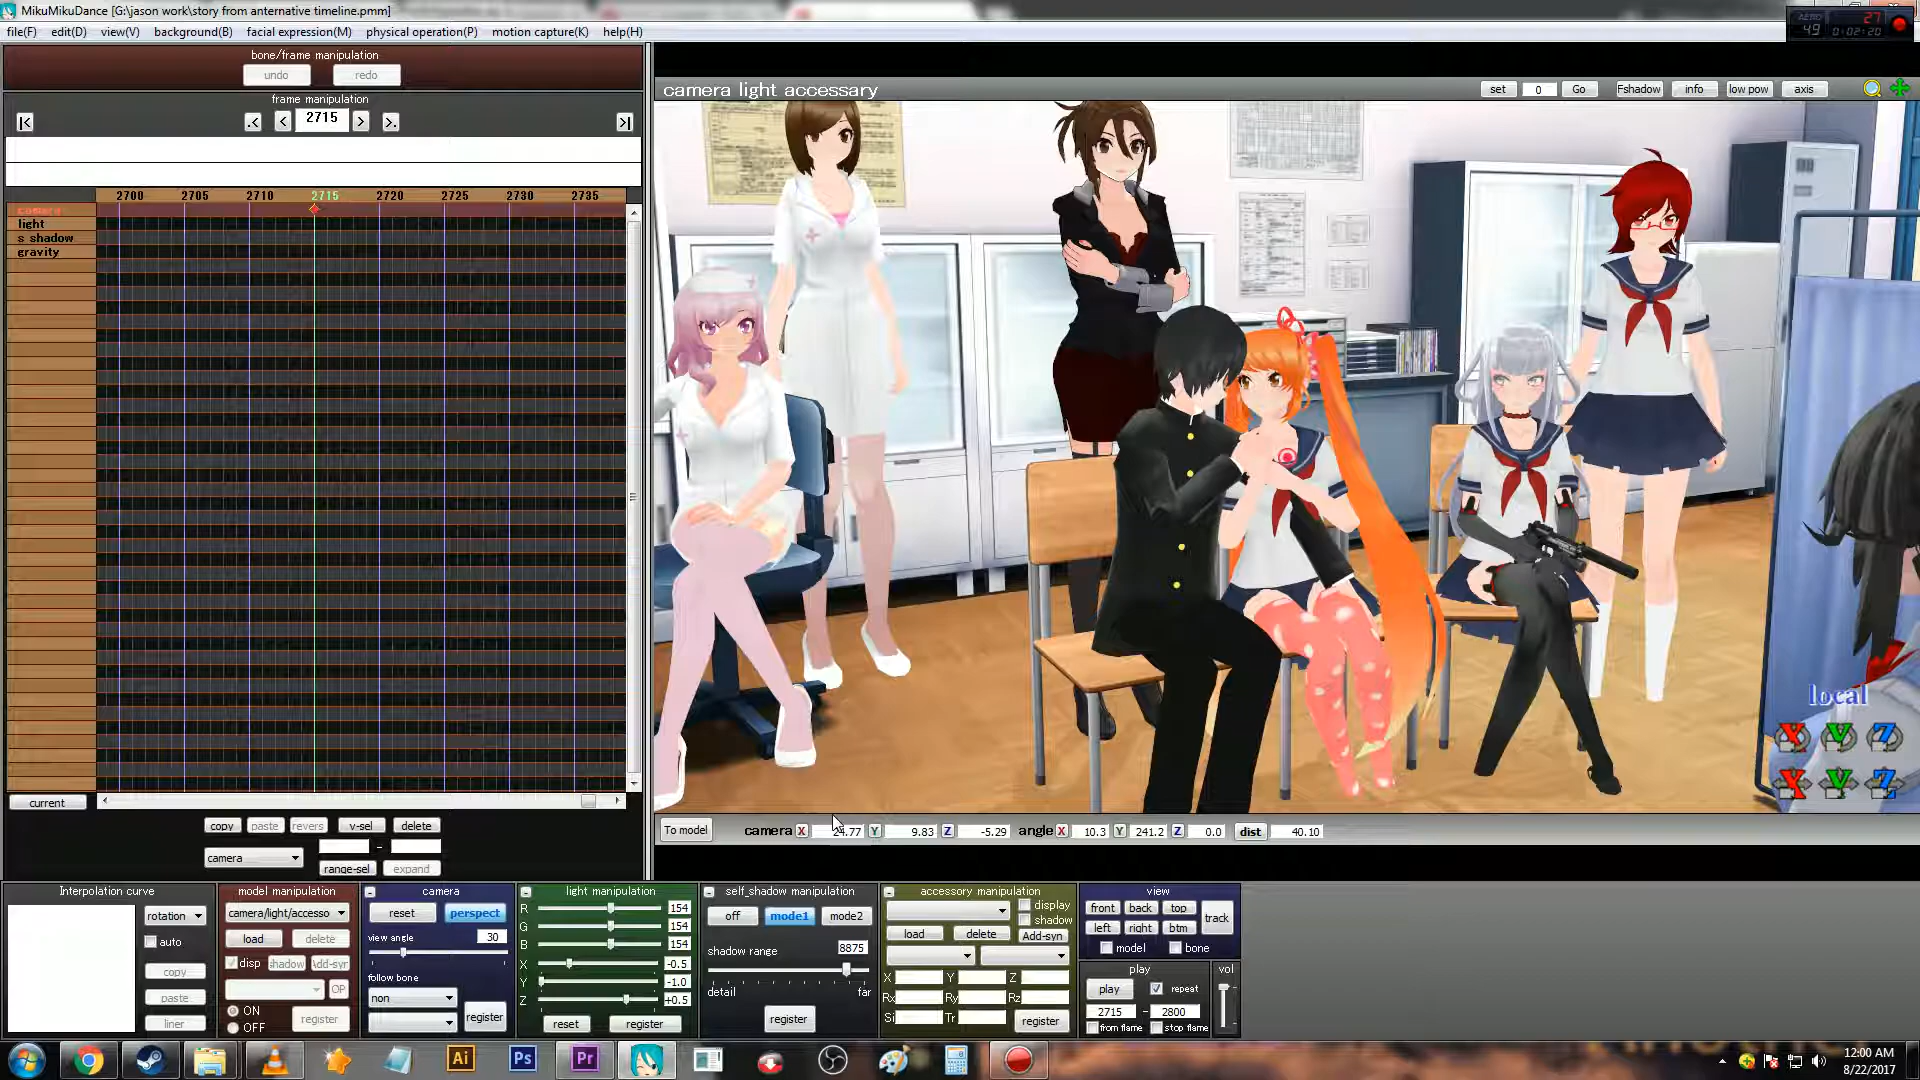 MikuMikuDance [G:\jason work\story from anternative timeline.pmm]
file(F) edit(D) view(V) background(B) facial expression(M) physical operation(P) motion capture(K) help(H)
49 27 0:02:20
bone/frame manipulation
undo redo
frame manipulation
|< .< < 2715 > >. >|
2700 2705 2710 2715 2720 2725 2730 2735
camera
light
s shadow
gravity
current
copy paste revers v-sel delete
camera -
range-sel expand
camera light accessary
set 0 Go Fshadow info low pow axis
local
X Y Z
X Y Z
To model camera X 24.77 Y 9.83 Z -5.29 angle X 10.3 Y 241.2 Z 0.0 dist 40.10
Interpolation curve
rotation
auto
copy
paste
liner
model manipulation
camera/light/accesso
load delete
disp shadow Add-syn
OP
ON
OFF
register
camera
reset perspect
view angle 30
follow bone
non
register
light manipulation
R 154
G 154
B 154
X -0.5
Y -1.0
Z +0.5
reset register
self_shadow manipulation
off mode1 mode2
shadow range 8875
detail far
register
accessory manipulation
display
shadow
load delete Add-syn
X Y Z
Rx Ry Rz
Si Tr register
view
front back top
left right btm
track
model bone
play
play repeat
2715 - 2800
from flame stop flame
vol
Ai Ps Pr
12:00 AM
8/22/2017